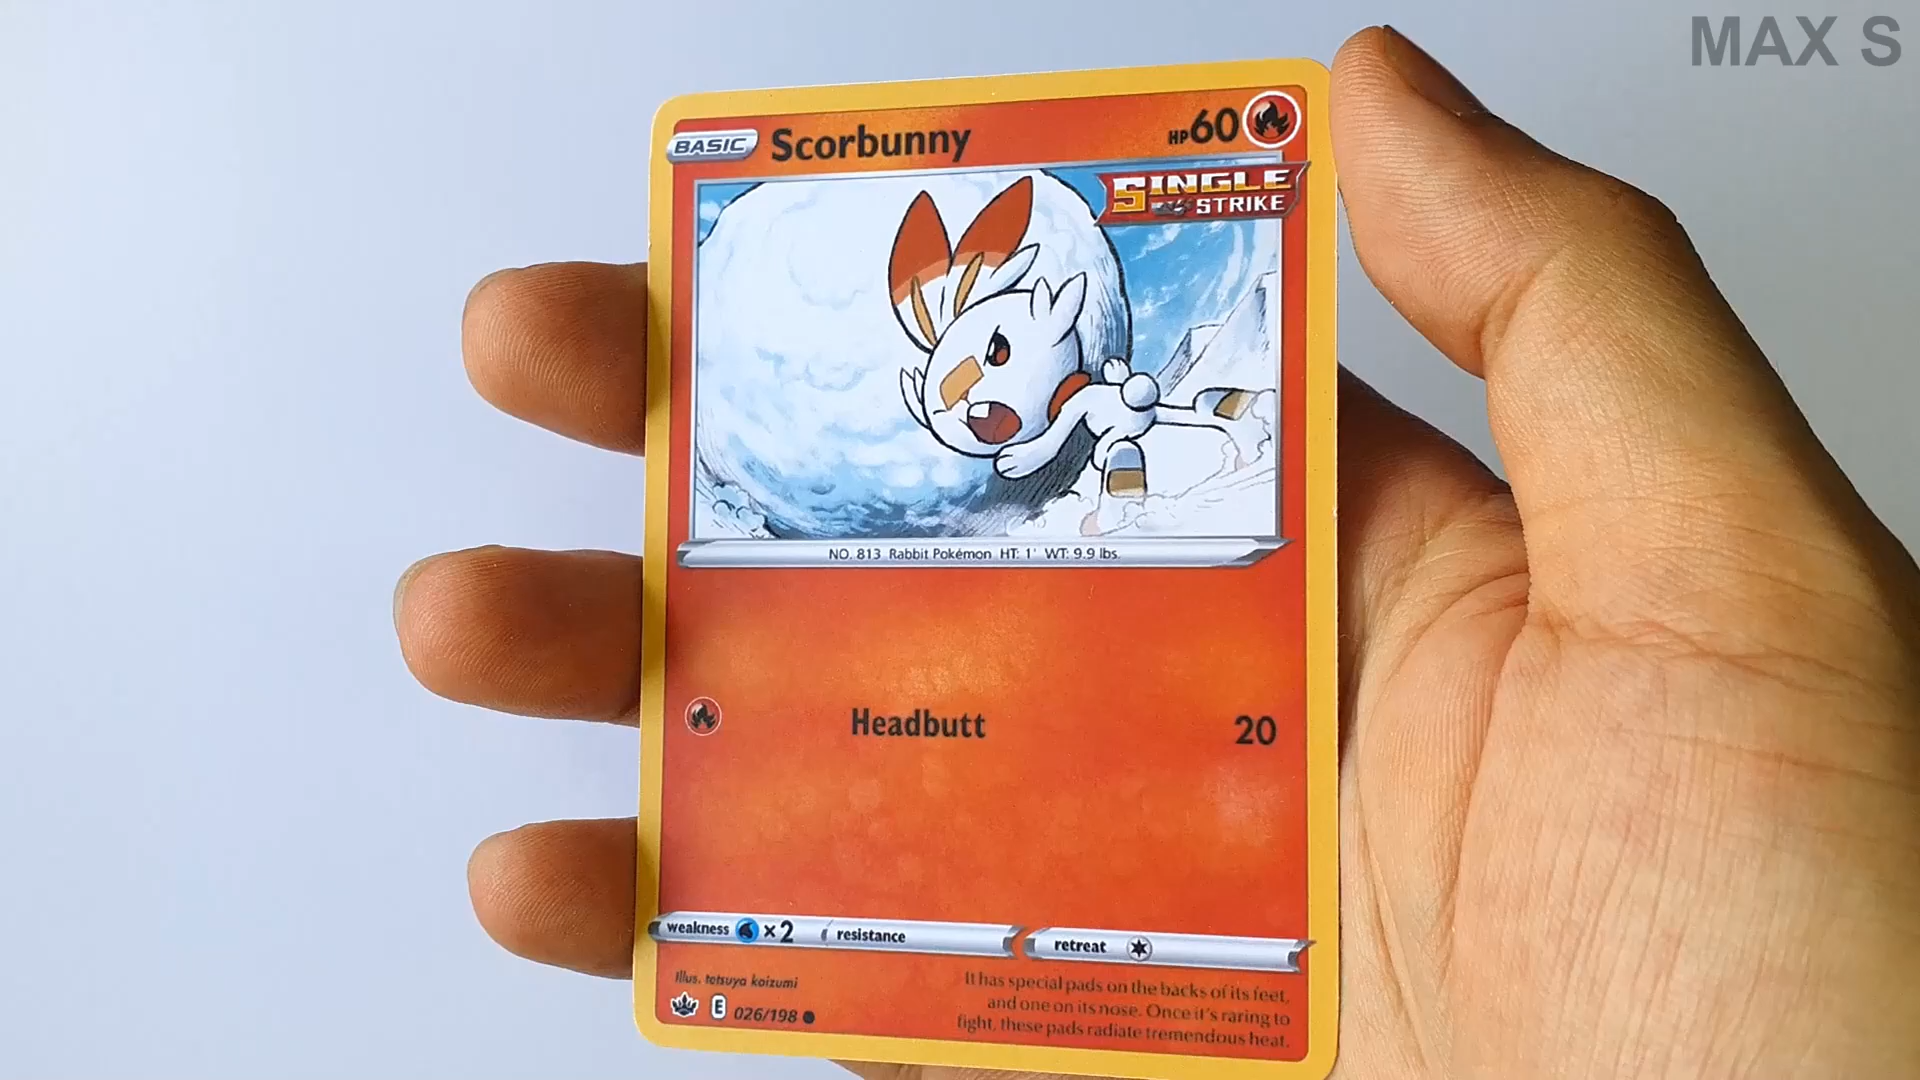 MAX S
BASIC Scorbunny HP 60
SINGLE
STRIKE
NO. 813 Rabbit Pokémon HT: 1' WT: 9.9 lbs.
Headbutt 20
weakness ×2 resistance retreat
Illus. tetsuya koizumi
It has special pads on the backs of its feet,
and one on its nose. Once it's raring to
fight, these pads radiate tremendous heat.
E 026/198